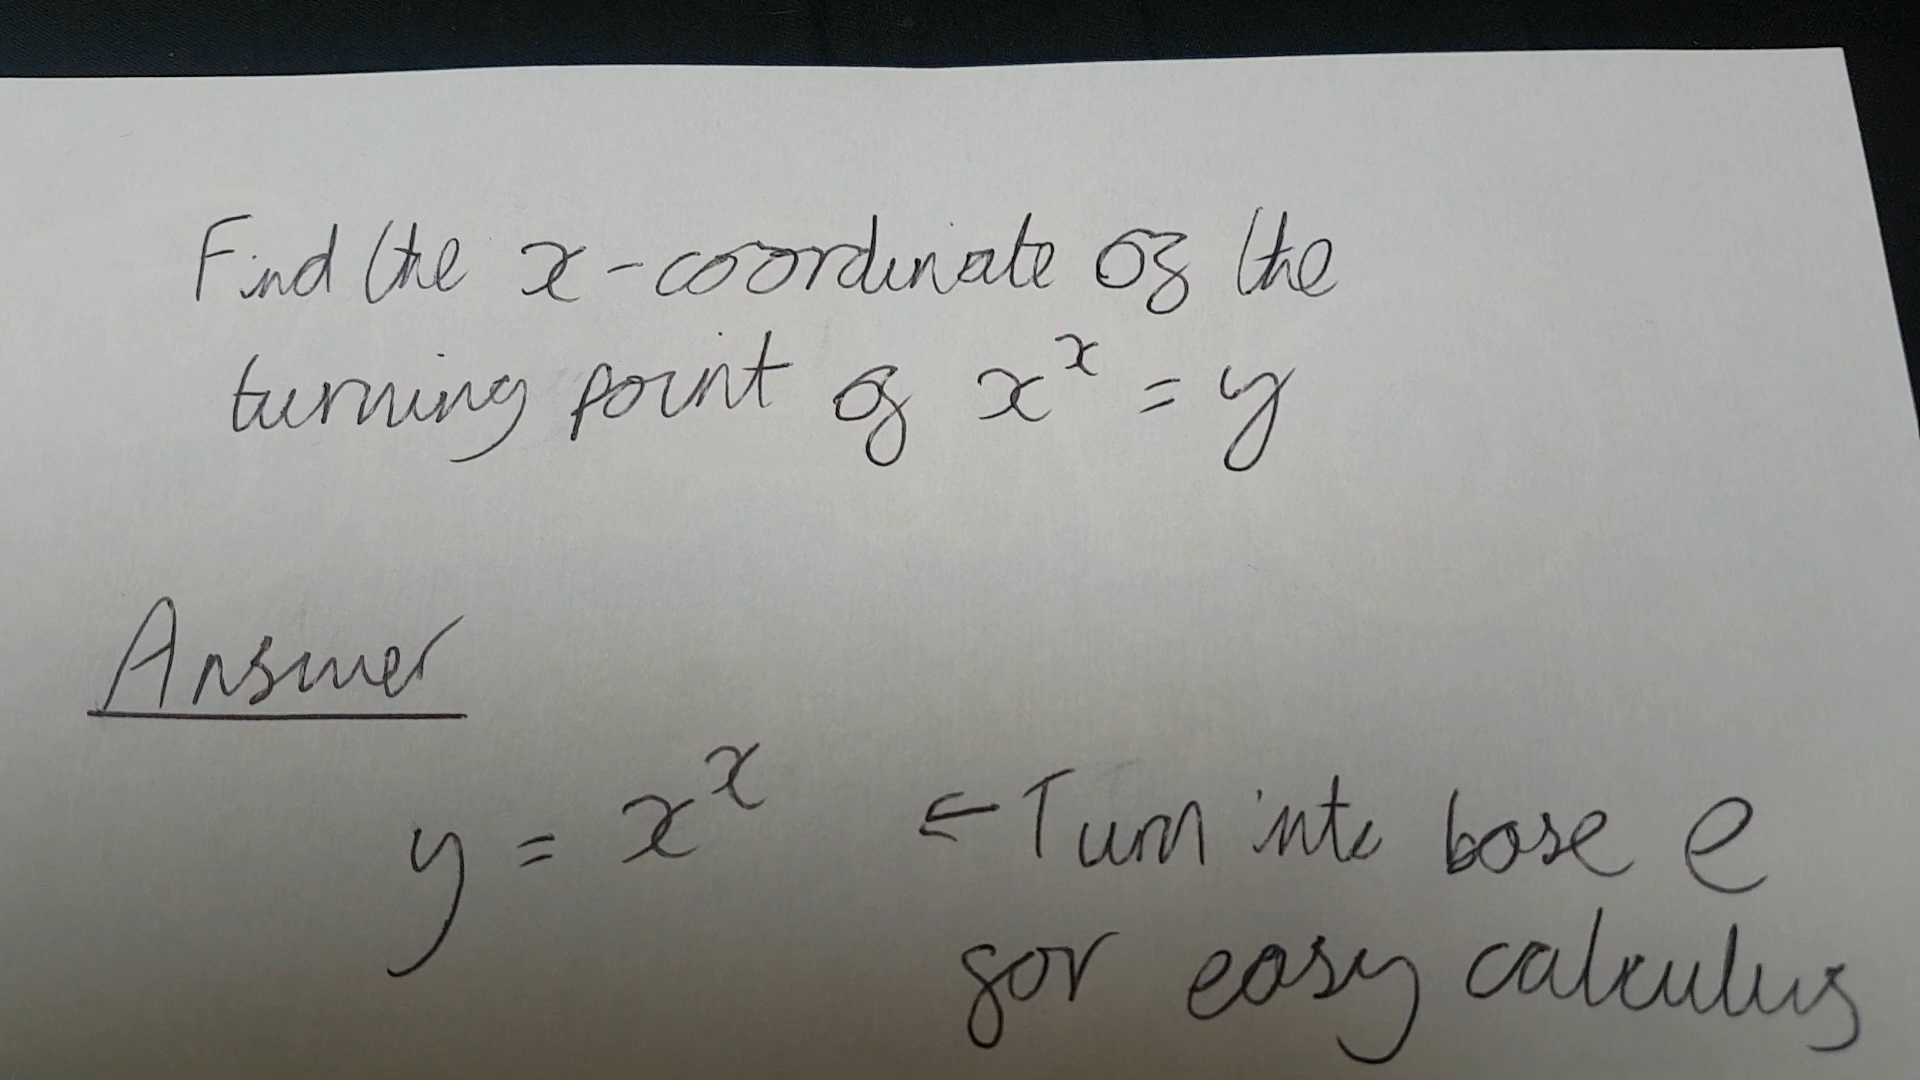 Find the x-coordinate of the
turning point of x^x = y
Answer
y = x^x ← Turn into base e
for easy calculus